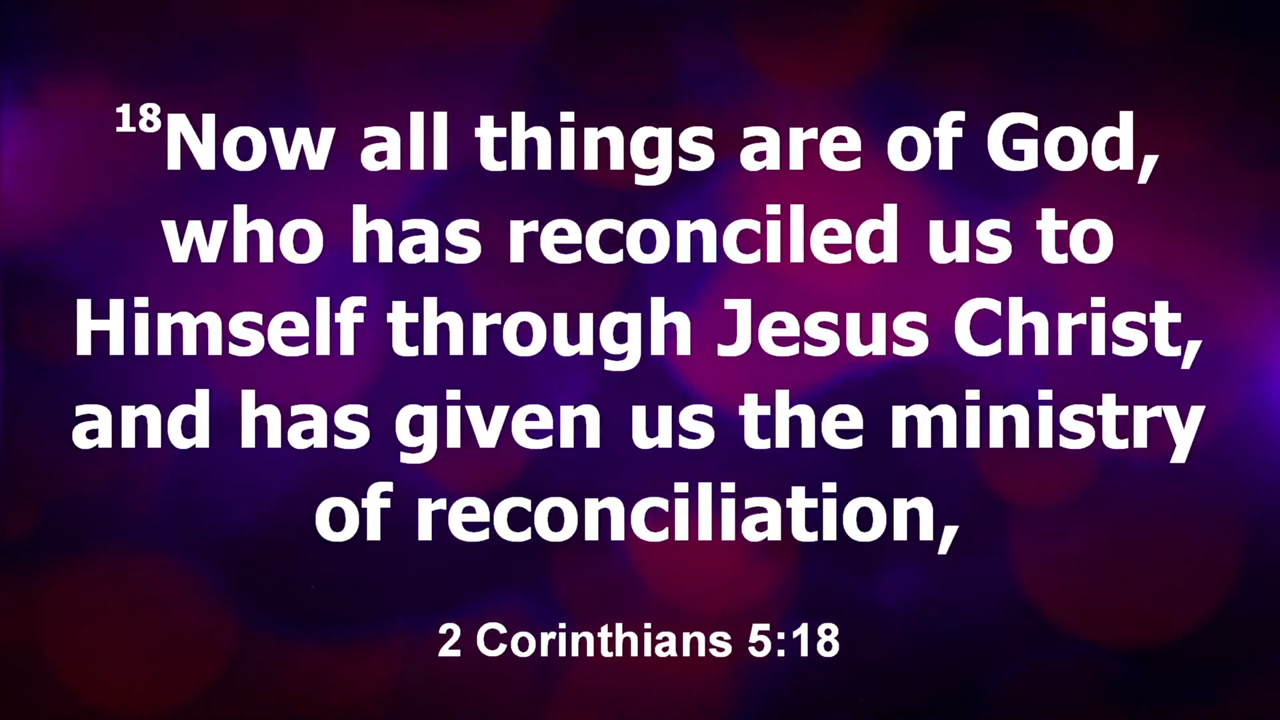 18Now all things are of God,
who has reconciled us to
Himself through Jesus Christ,
and has given us the ministry
of reconciliation,
2 Corinthians 5:18